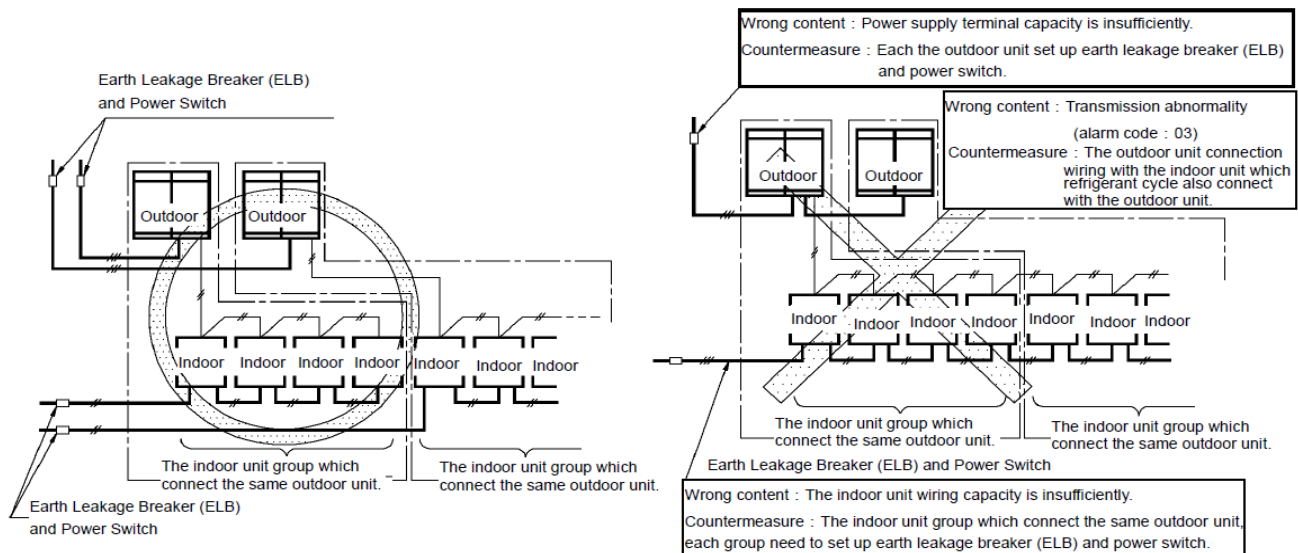 Earth Leakage Breaker (ELB)
and Power Switch
Outdoor
Outdoor
Indoor
Indoor
Indoor
Indoor
Indoor
Indoor
Indoor
The indoor unit group which
connect the same outdoor unit.
The indoor unit group which
connect the same outdoor unit.
Earth Leakage Breaker (ELB)
and Power Switch
Wrong content : Power supply terminal capacity is insufficiently.
Countermeasure : Each the outdoor unit set up earth leakage breaker (ELB)
and power switch.
Wrong content : Transmission abnormality
(alarm code : 03)
Countermeasure : The outdoor unit connection
wiring with the indoor unit which
refrigerant cycle also connect
with the outdoor unit.
Outdoor
Outdoor
Indoor
Indoor
Indoor
Indoor
Indoor
Indoor
Indoor
The indoor unit group which
connect the same outdoor unit.
The indoor unit group which
connect the same outdoor unit.
Earth Leakage Breaker (ELB) and Power Switch
Wrong content : The indoor unit wiring capacity is insufficiently.
Countermeasure : The indoor unit group which connect the same outdoor unit,
each group need to set up earth leakage breaker (ELB) and power switch.